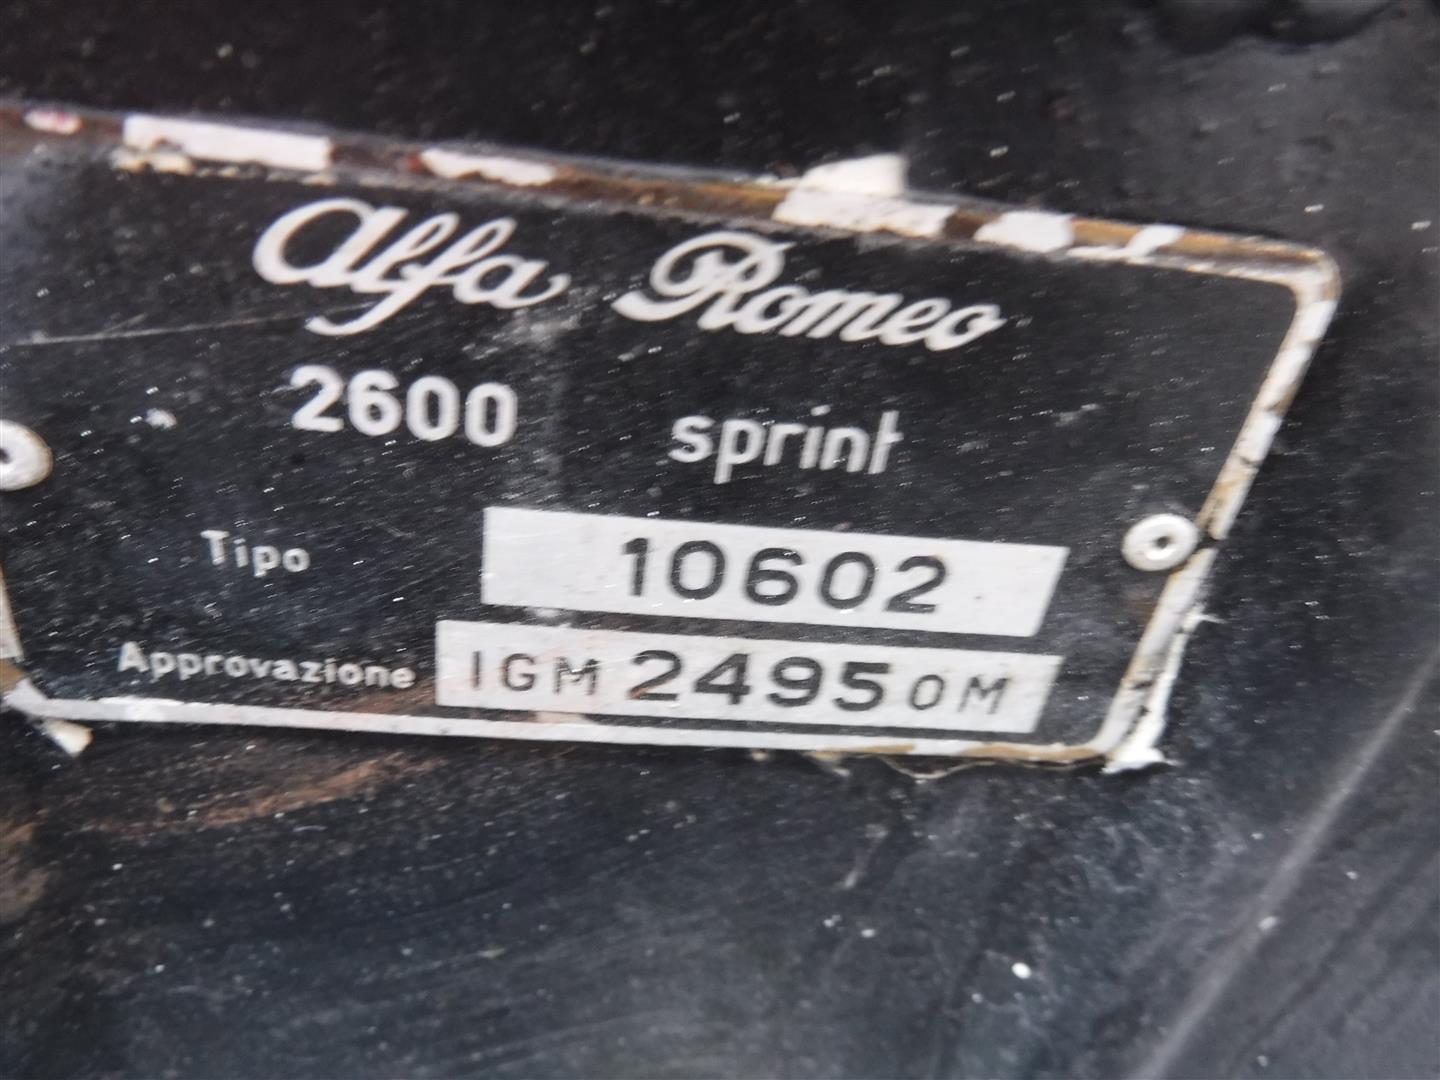 Alfa Romeo
2600 sprint
Tipo 10602
Approvazione IGM 2495 OM